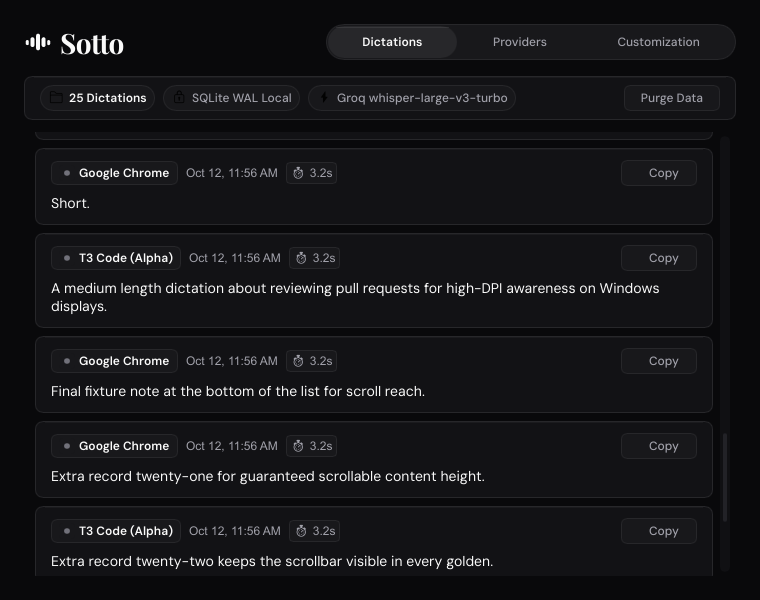 Sotto
Dictations Providers Customization
25 Dictations SQLite WAL Local Groq whisper-large-v3-turbo Purge Data
Google Chrome Oct 12, 11:56 AM 3.2s Copy
Short.
T3 Code (Alpha) Oct 12, 11:56 AM 3.2s Copy
A medium length dictation about reviewing pull requests for high-DPI awareness on Windows
displays.
Google Chrome Oct 12, 11:56 AM 3.2s Copy
Final fixture note at the bottom of the list for scroll reach.
Google Chrome Oct 12, 11:56 AM 3.2s Copy
Extra record twenty-one for guaranteed scrollable content height.
T3 Code (Alpha) Oct 12, 11:56 AM 3.2s Copy
Extra record twenty-two keeps the scrollbar visible in every golden.